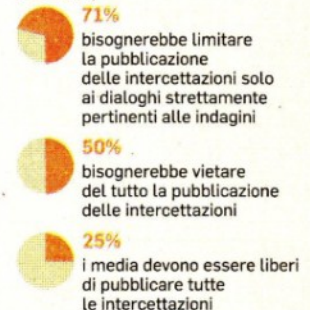 71%
bisognerebbe limitare
la pubblicazione
delle intercettazioni solo
ai dialoghi strettamente
pertinenti alle indagini
50%
bisognerebbe vietare
del tutto la pubblicazione
delle intercettazioni
25%
i media devono essere liberi
di pubblicare tutte
le intercettazioni